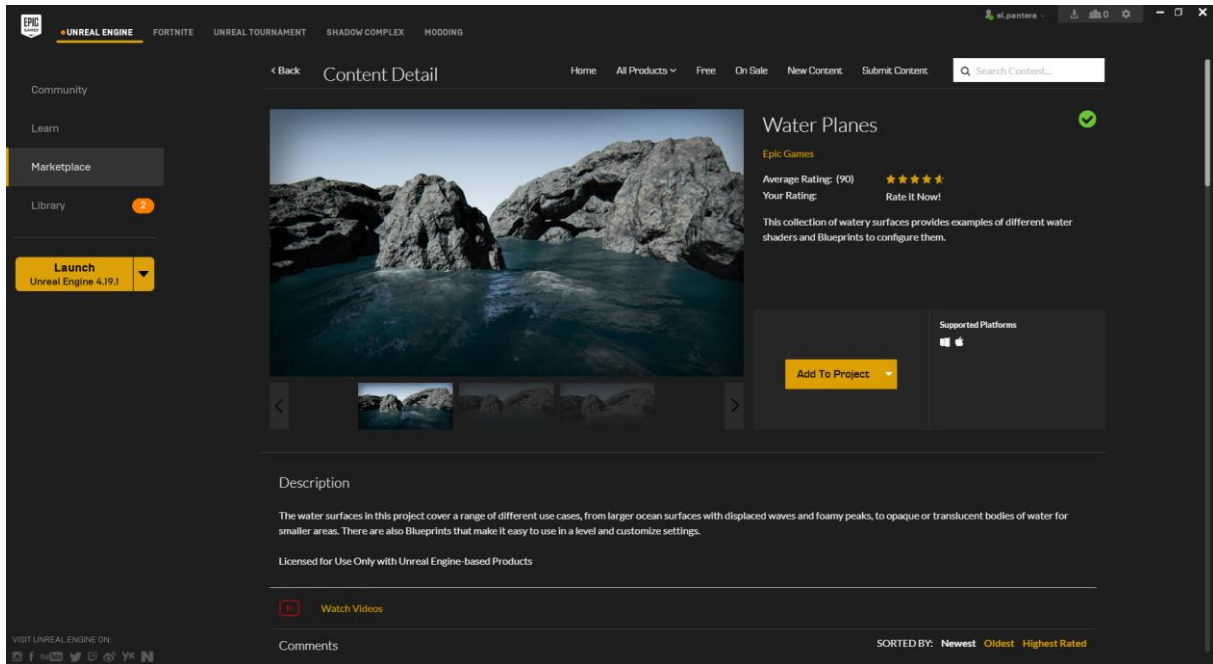 EPIC
GAMES
UNREAL ENGINE
FORTNITE
UNREAL TOURNAMENT
SHADOW COMPLEX
MODDING
el.pantera
0
Community
Learn
Marketplace
Library
2
Launch
Unreal Engine 4.19.1
< Back
Content Detail
Home
All Products
Free
On Sale
New Content
Submit Content
Search Content...
Water Planes
Epic Games
Average Rating: (90)
Your Rating:
Rate It Now!
This collection of watery surfaces provides examples of different water
shaders and Blueprints to configure them.
Add To Project
Supported Platforms
Description
The water surfaces in this project cover a range of different use cases, from larger ocean surfaces with displaced waves and foamy peaks, to opaque or translucent bodies of water for
smaller areas. There are also Blueprints that make it easy to use in a level and customize settings.
Licensed for Use Only with Unreal Engine-based Products
Watch Videos
Comments
SORTED BY: Newest Oldest Highest Rated
VISIT UNREAL ENGINE ON: